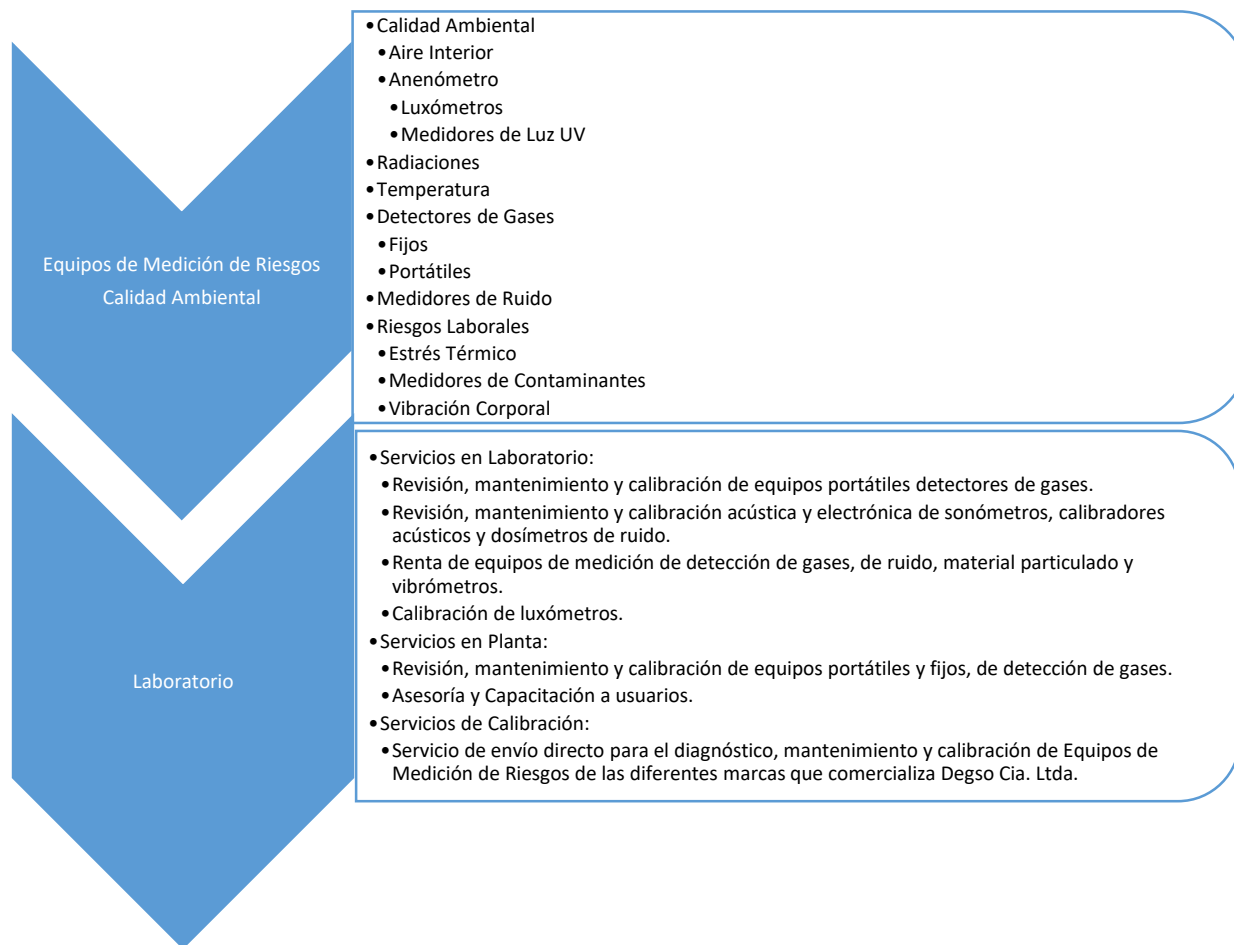 •Calidad Ambiental
•Aire Interior
•Anenómetro
•Luxómetros
•Medidores de Luz UV
•Radiaciones
•Temperatura
•Detectores de Gases
•Fijos
•Portátiles
•Medidores de Ruido
•Riesgos Laborales
•Estrés Térmico
•Medidores de Contaminantes
•Vibración Corporal
Equipos de Medición de Riesgos
Calidad Ambiental
•Servicios en Laboratorio:
•Revisión, mantenimiento y calibración de equipos portátiles detectores de gases.
•Revisión, mantenimiento y calibración acústica y electrónica de sonómetros, calibradores
acústicos y dosímetros de ruido.
•Renta de equipos de medición de detección de gases, de ruido, material particulado y
vibrómetros.
•Calibración de luxómetros.
•Servicios en Planta:
•Revisión, mantenimiento y calibración de equipos portátiles y fijos, de detección de gases.
•Asesoría y Capacitación a usuarios.
•Servicios de Calibración:
•Servicio de envío directo para el diagnóstico, mantenimiento y calibración de Equipos de
Medición de Riesgos de las diferentes marcas que comercializa Degso Cia. Ltda.
Laboratorio